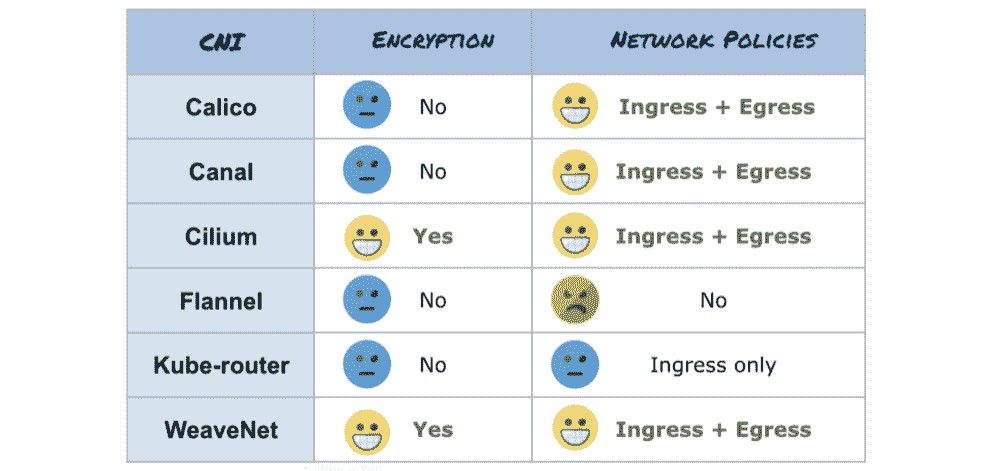 CNI ENCRYPTION NETWORK POLICIES
Calico No Ingress + Egress
Canal No Ingress + Egress
Cilium Yes Ingress + Egress
Flannel No No
Kube-router No Ingress only
WeaveNet Yes Ingress + Egress